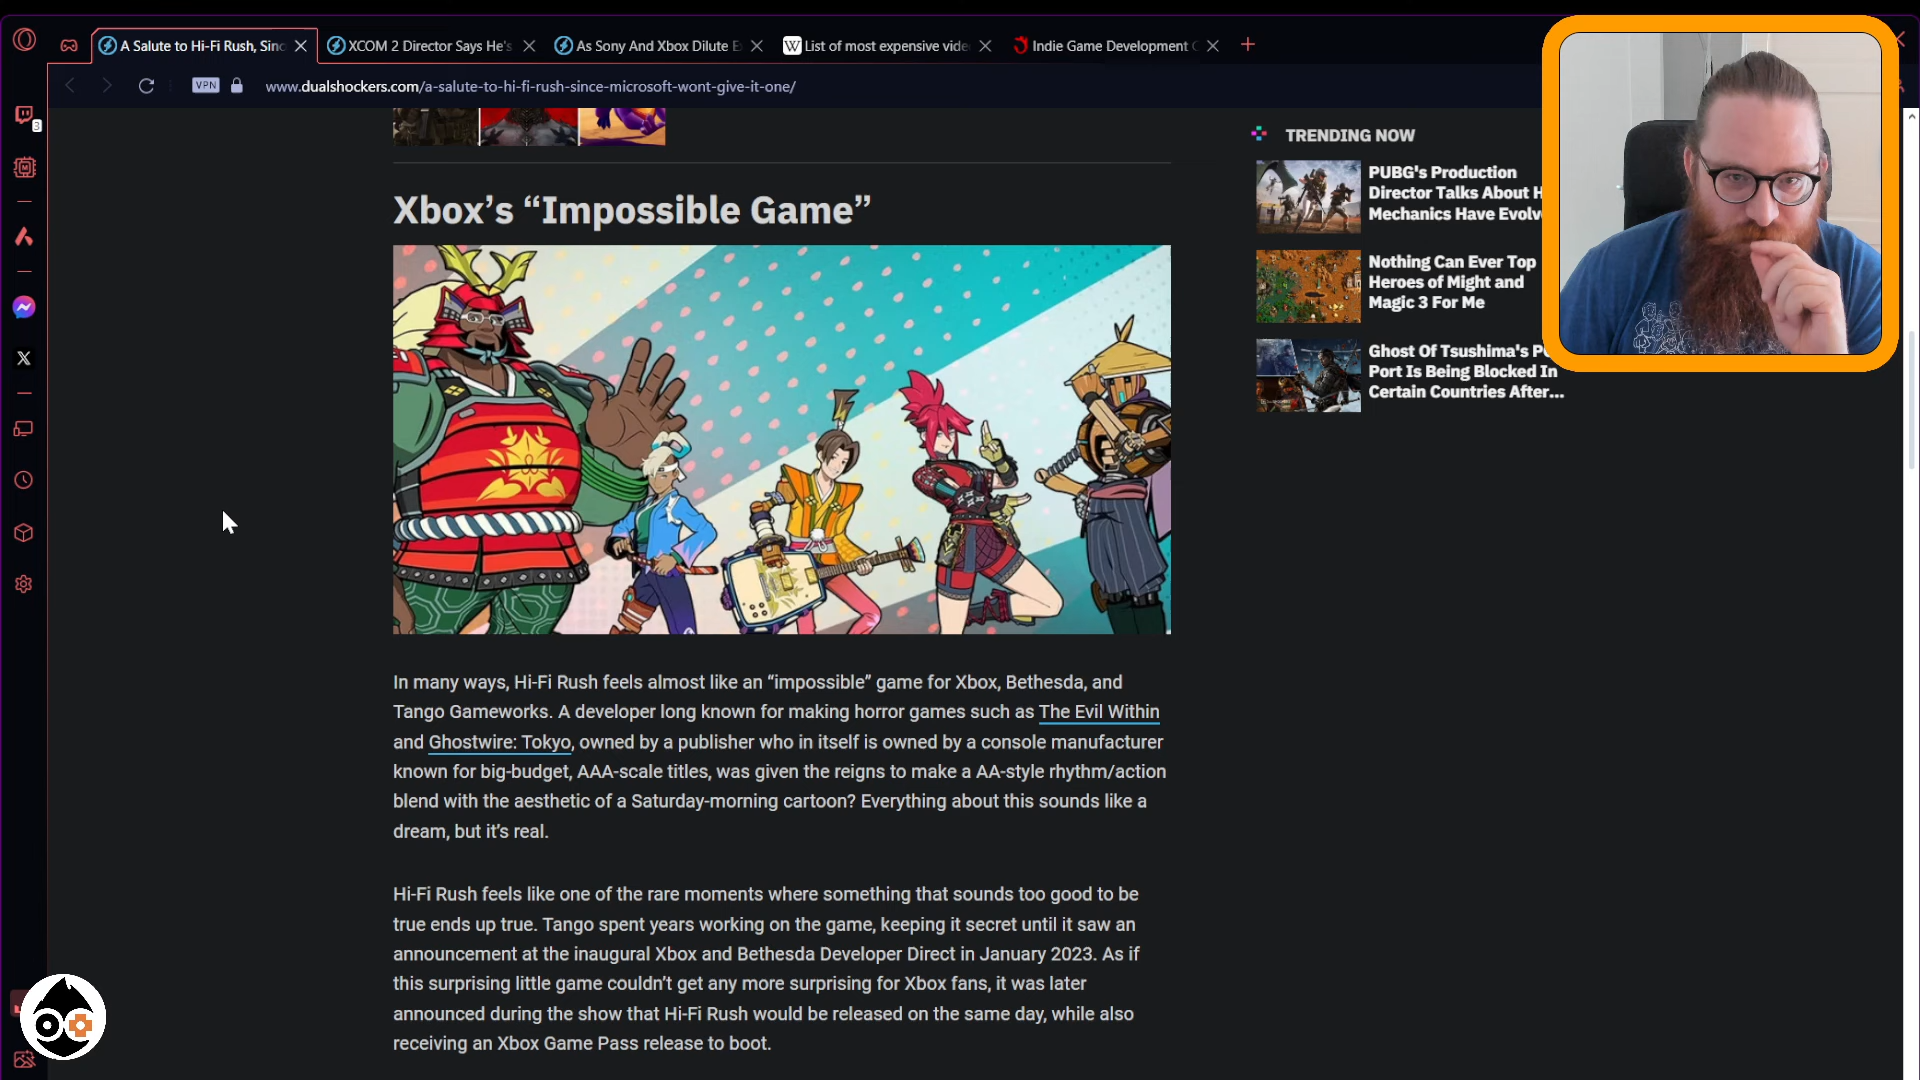 A Salute to Hi-Fi Rush, Sinc
XCOM 2 Director Says He's
As Sony And Xbox Dilute E
W List of most expensive vide
Indie Game Development C
VPN
www.dualshockers.com/a-salute-to-hi-fi-rush-since-microsoft-wont-give-it-one/
3
Xbox’s “Impossible Game”
In many ways, Hi-Fi Rush feels almost like an “impossible” game for Xbox, Bethesda, and
Tango Gameworks. A developer long known for making horror games such as The Evil Within
and Ghostwire: Tokyo, owned by a publisher who in itself is owned by a console manufacturer
known for big-budget, AAA-scale titles, was given the reigns to make a AA-style rhythm/action
blend with the aesthetic of a Saturday-morning cartoon? Everything about this sounds like a
dream, but it’s real.
Hi-Fi Rush feels like one of the rare moments where something that sounds too good to be
true ends up true. Tango spent years working on the game, keeping it secret until it saw an
announcement at the inaugural Xbox and Bethesda Developer Direct in January 2023. As if
this surprising little game couldn’t get any more surprising for Xbox fans, it was later
announced during the show that Hi-Fi Rush would be released on the same day, while also
receiving an Xbox Game Pass release to boot.
TRENDING NOW
PUBG's Production
Director Talks About H
Mechanics Have Evolv
Nothing Can Ever Top
Heroes of Might and
Magic 3 For Me
Ghost Of Tsushima's P
Port Is Being Blocked In
Certain Countries After...